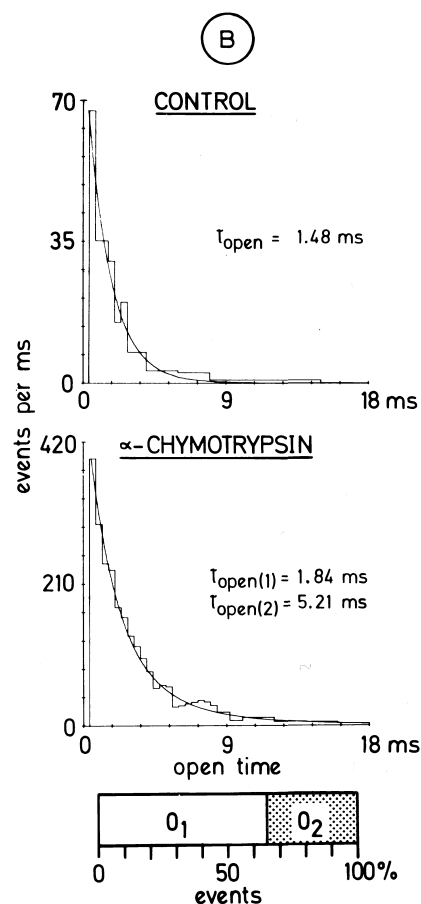 B
CONTROL
70
35
0
τopen = 1.48 ms
0 9 18 ms
events per ms
α-CHYMOTRYPSIN
420
210
0
τopen(1) = 1.84 ms
τopen(2) = 5.21 ms
0 9 18 ms
open time
O1 O2
0 50 100%
events